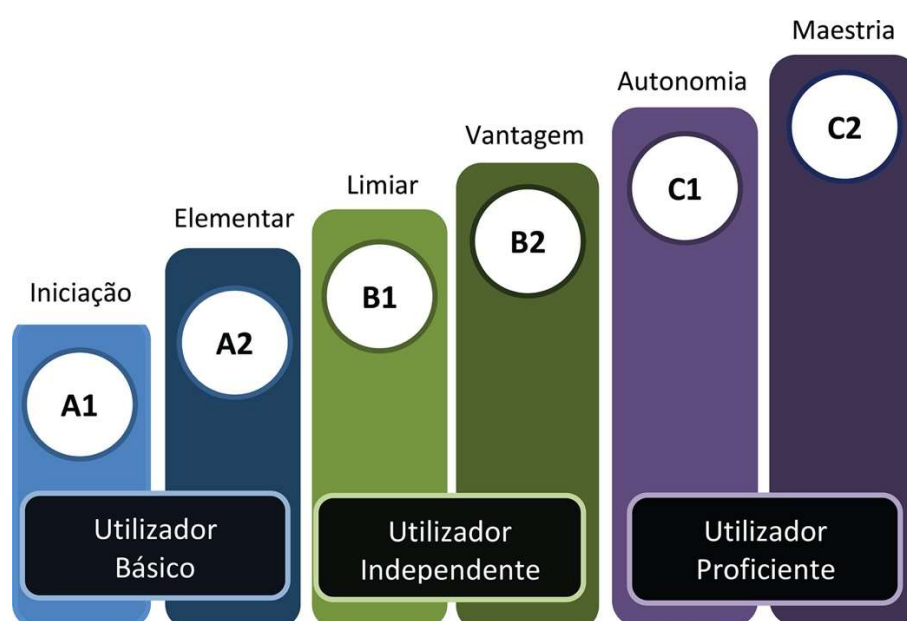 Iniciação
A1
Elementar
A2
Limiar
B1
Vantagem
B2
Autonomia
C1
Maestria
C2
Utilizador
Básico
Utilizador
Independente
Utilizador
Proficiente